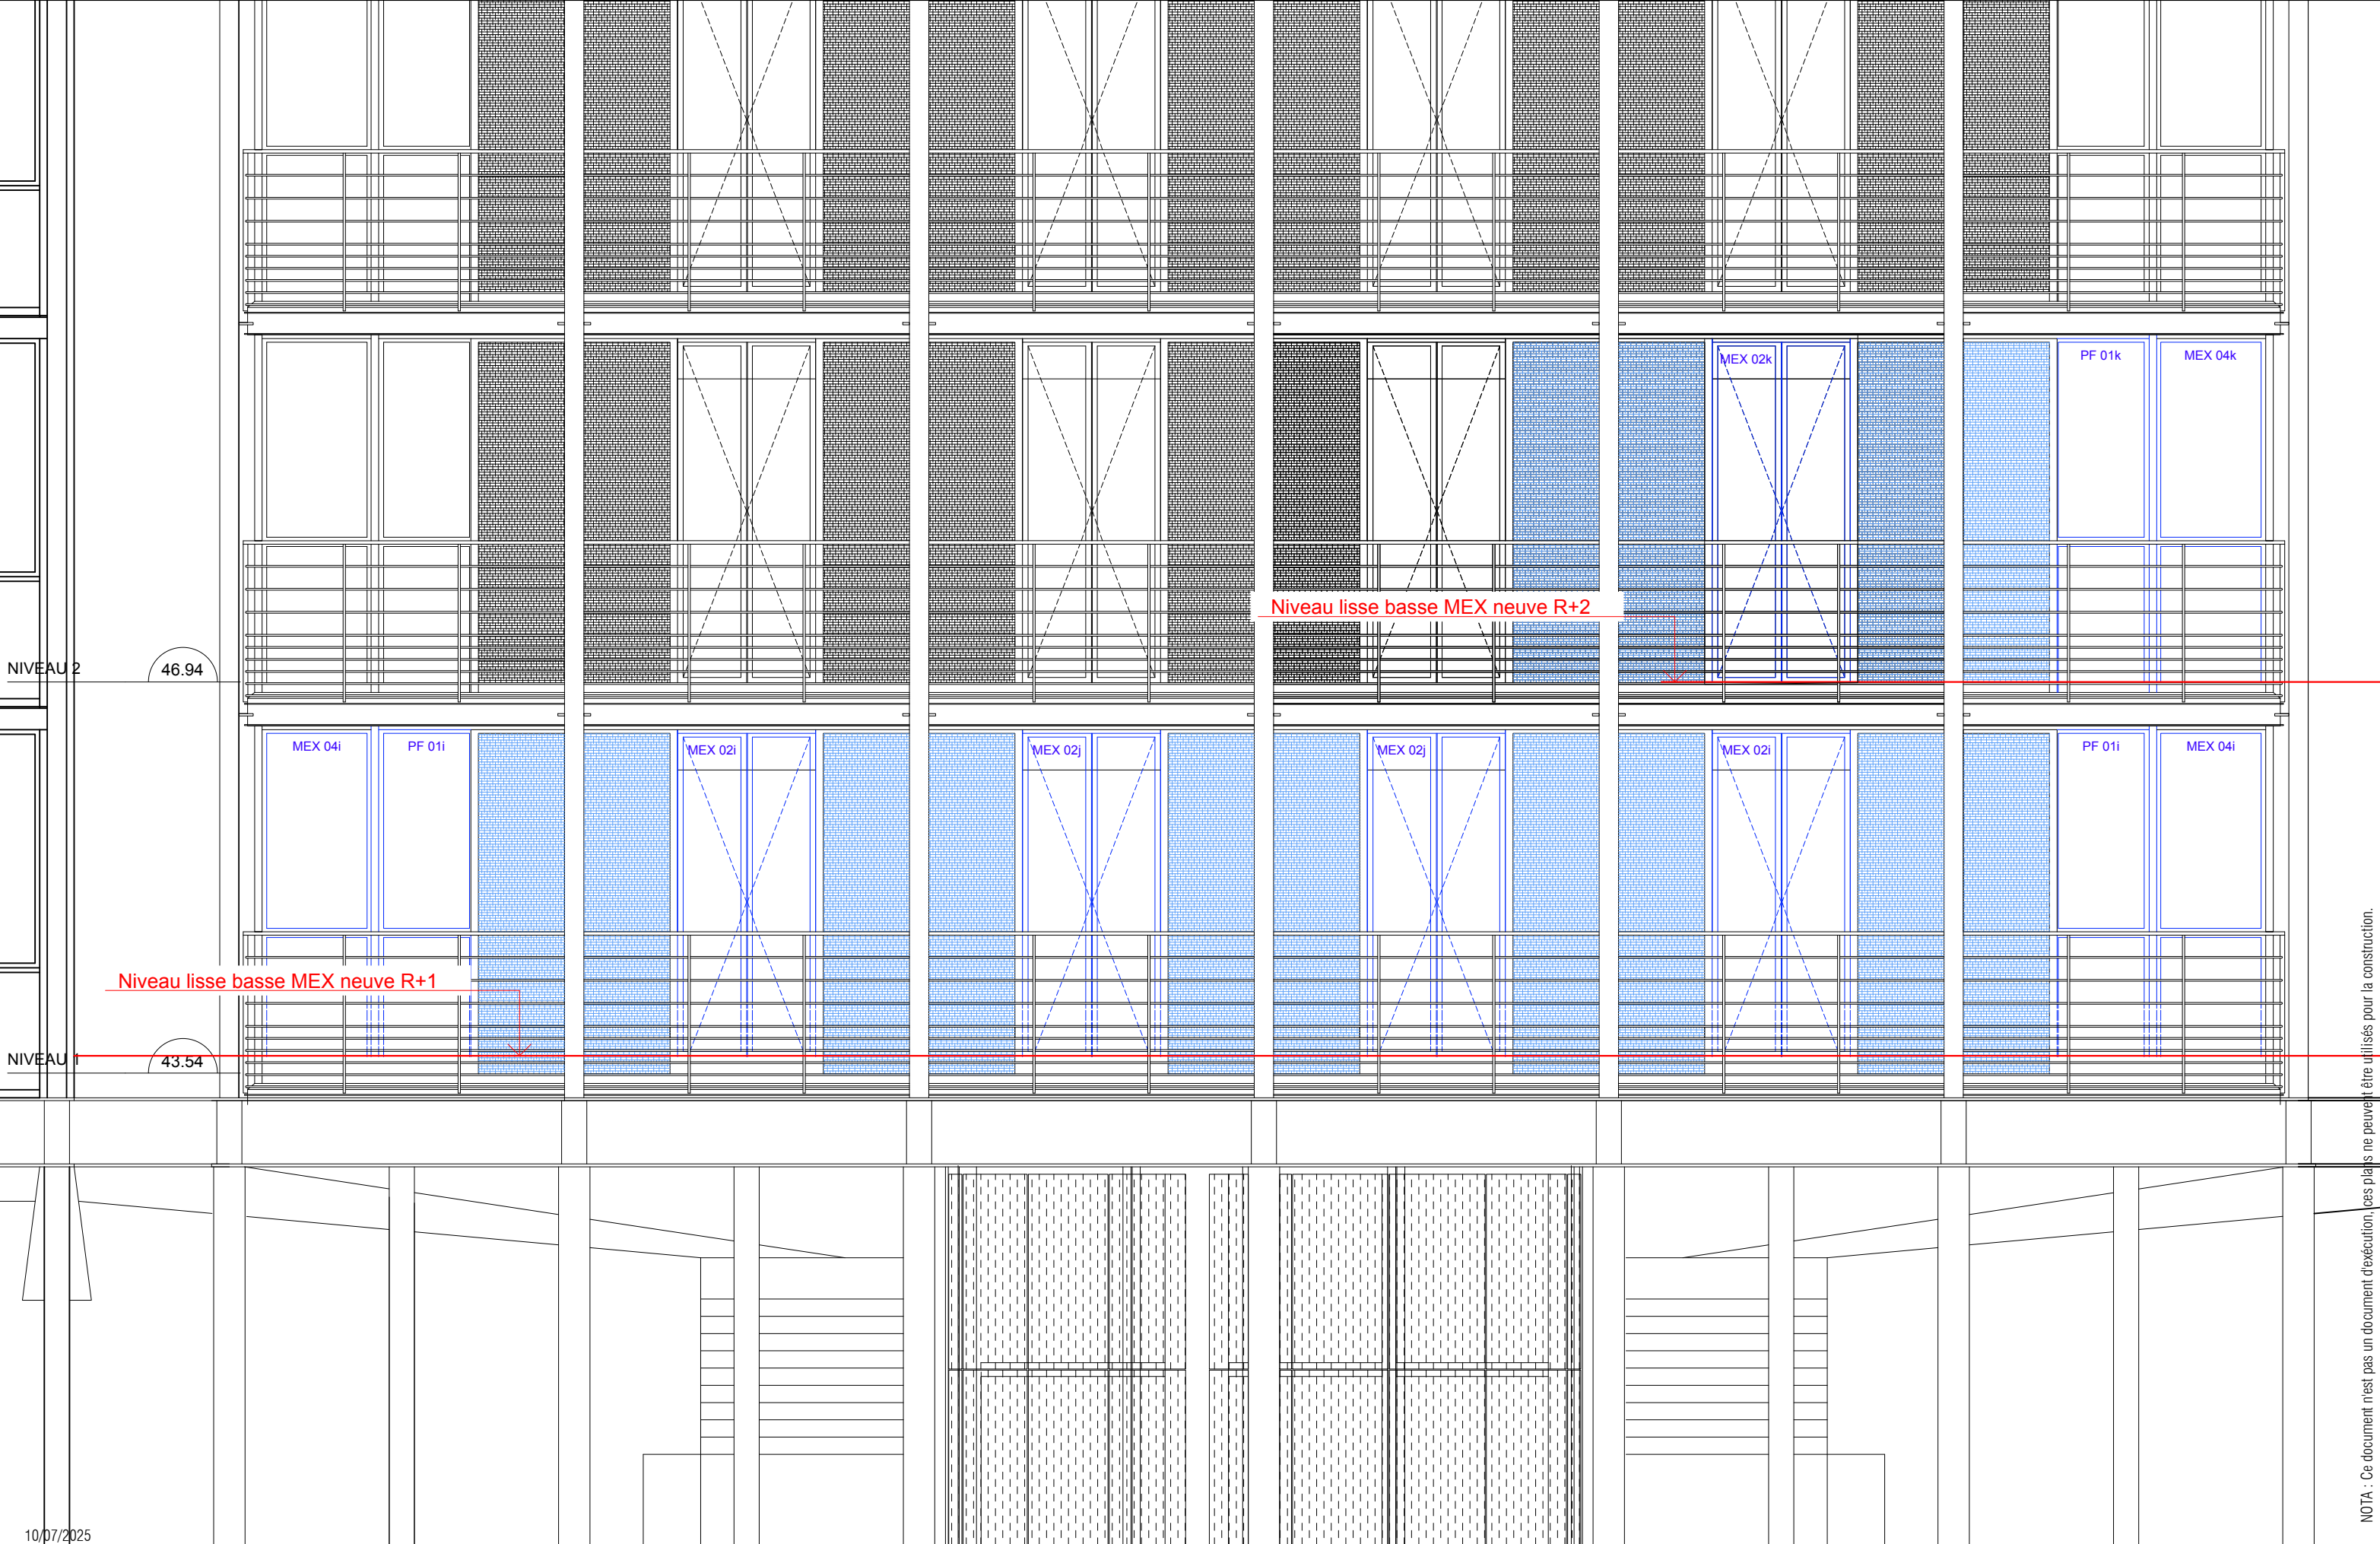 MEX 02k
PF 01k
MEX 04k
Niveau lisse basse MEX neuve R+2
NIVEAU 2
46.94
MEX 04i
PF 01i
MEX 02i
MEX 02j
MEX 02j
MEX 02i
PF 01i
MEX 04i
Niveau lisse basse MEX neuve R+1
NIVEAU 1
43.54
NOTA : Ce document n'est pas un document d'exécution, ces plans ne peuvent être utilisés pour la construction.
10/07/2025